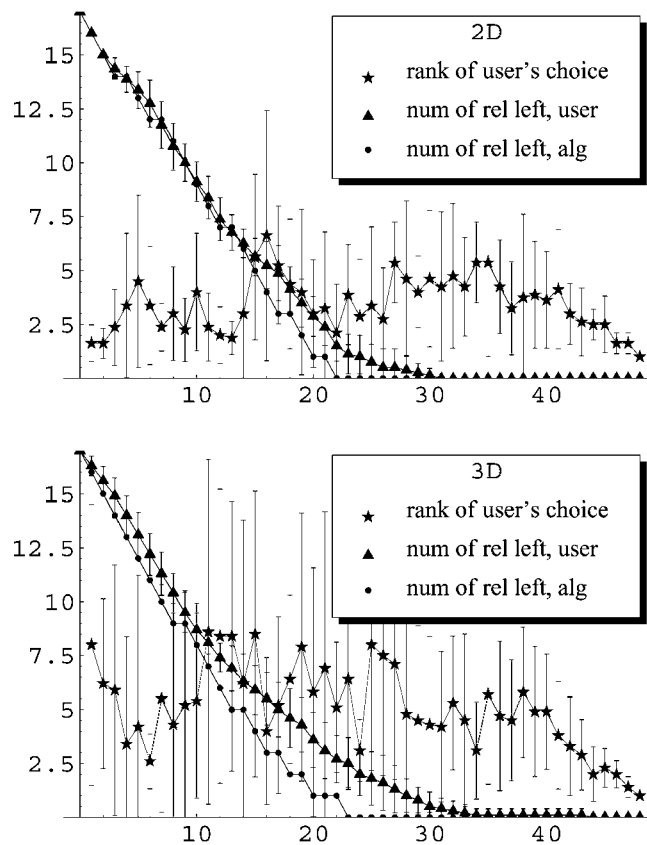 2D
rank of user's choice
num of rel left, user
num of rel left, alg
15
12.5
10
7.5
5
2.5
10 20 30 40
3D
rank of user's choice
num of rel left, user
num of rel left, alg
15
12.5
10
7.5
5
2.5
10 20 30 40